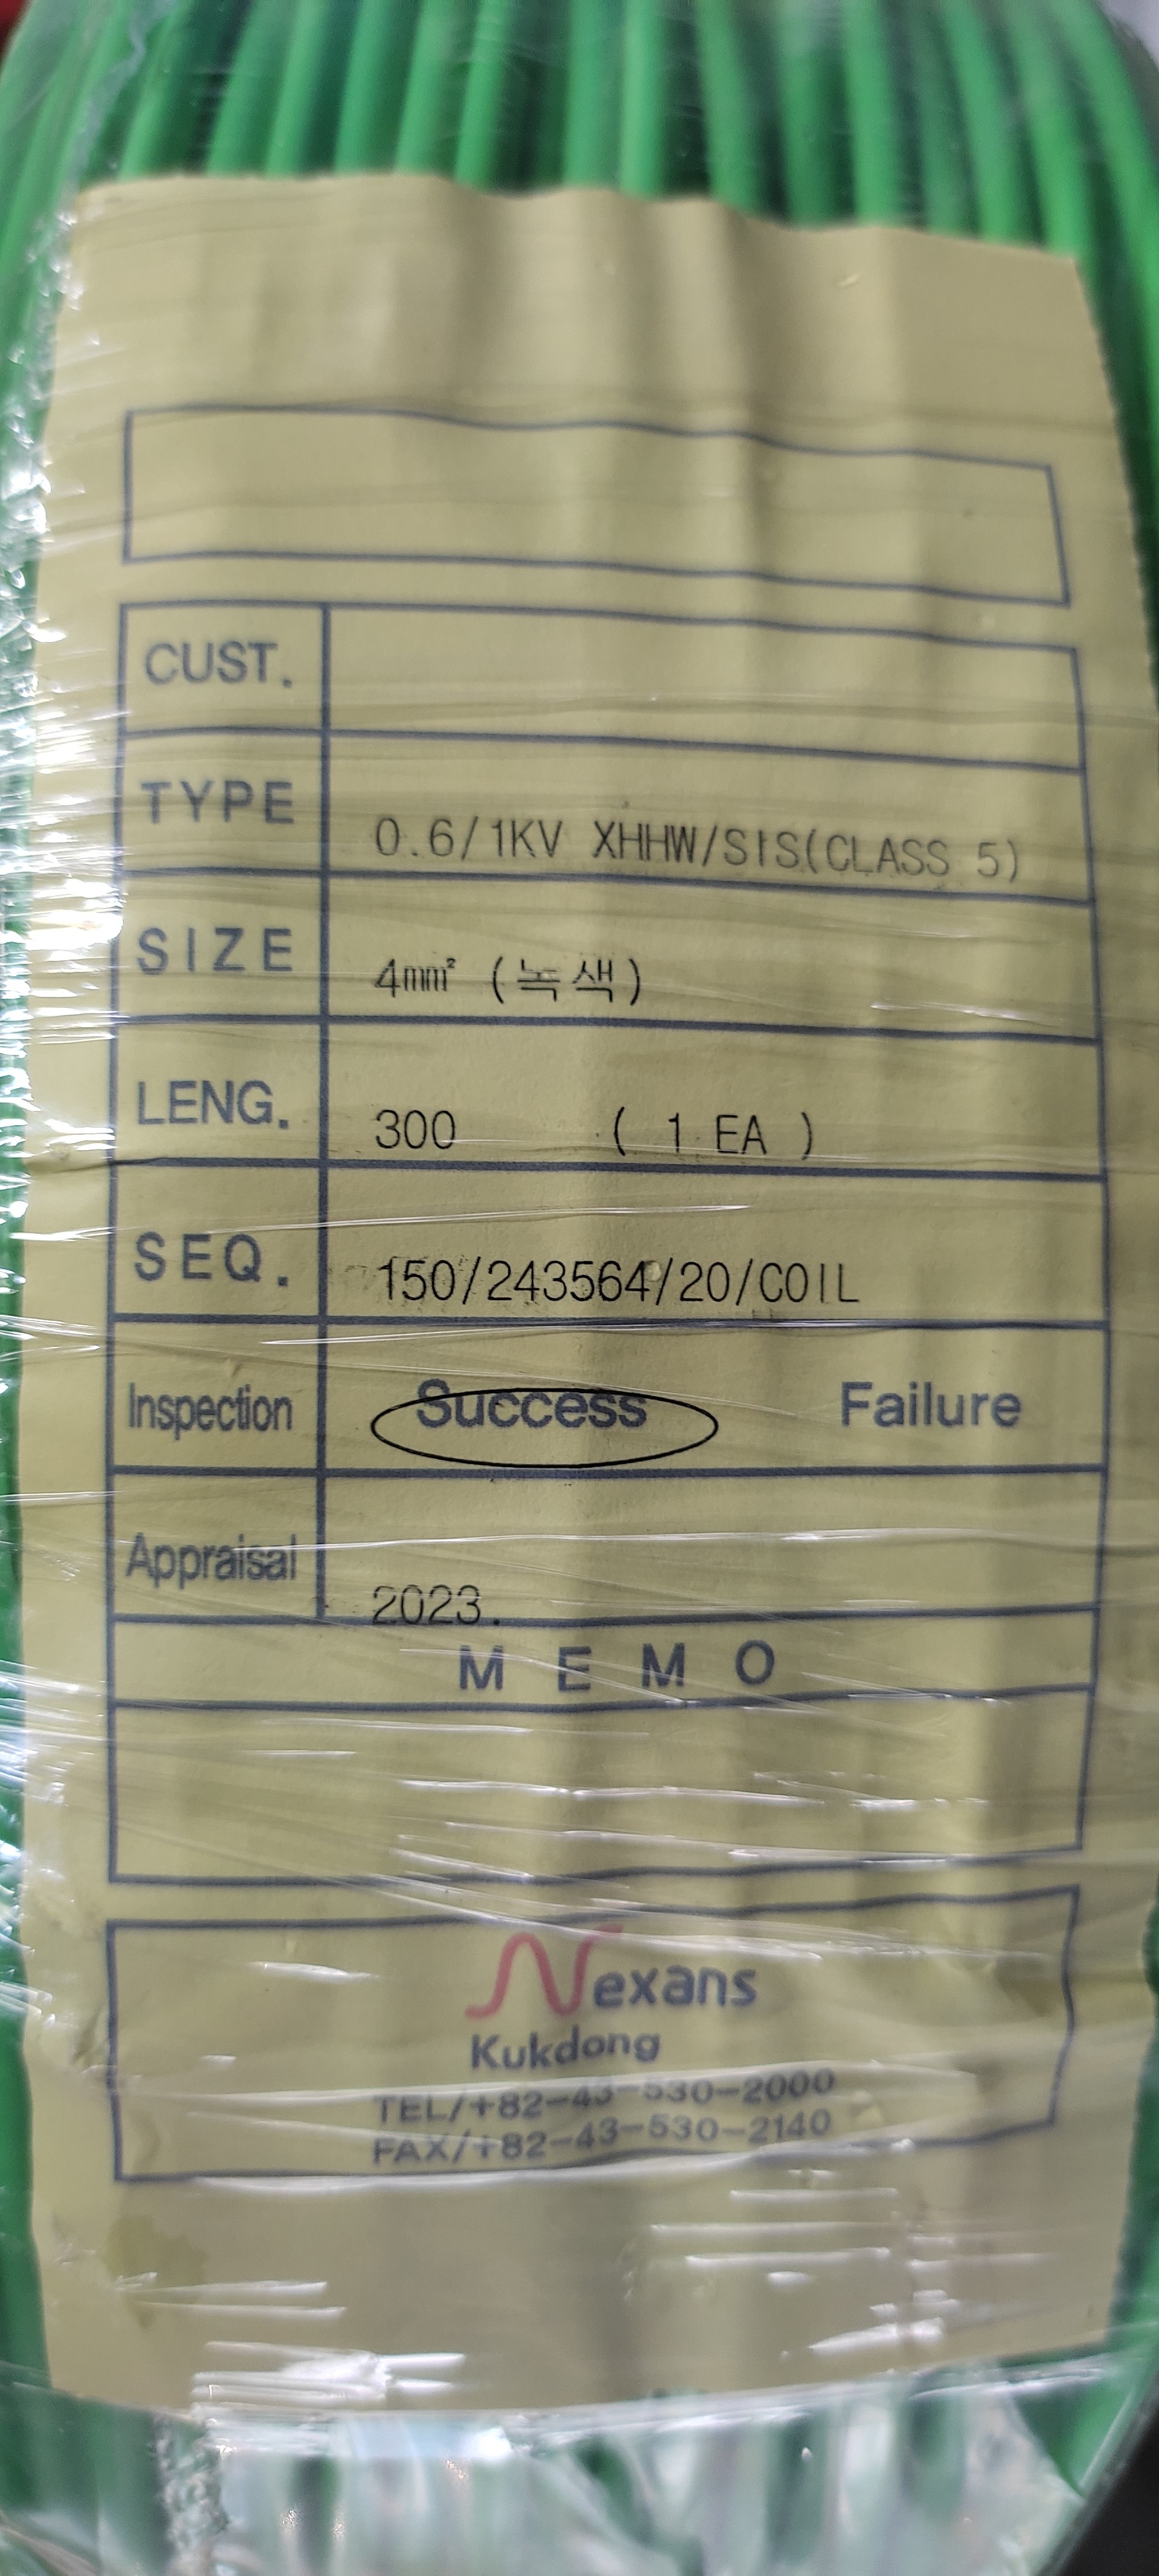 CUST.
TYPE 0.6/1KV XHHW/SIS(CLASS 5)
SIZE 4㎟ (녹색)
LENG. 300 ( 1 EA )
SEQ. 150/243564/20/COIL
Inspection Success Failure
Appraisal 2023.
MEMO
Nexans
Kukdong
TEL/+82-43-530-2000
FAX/+82-43-530-2140